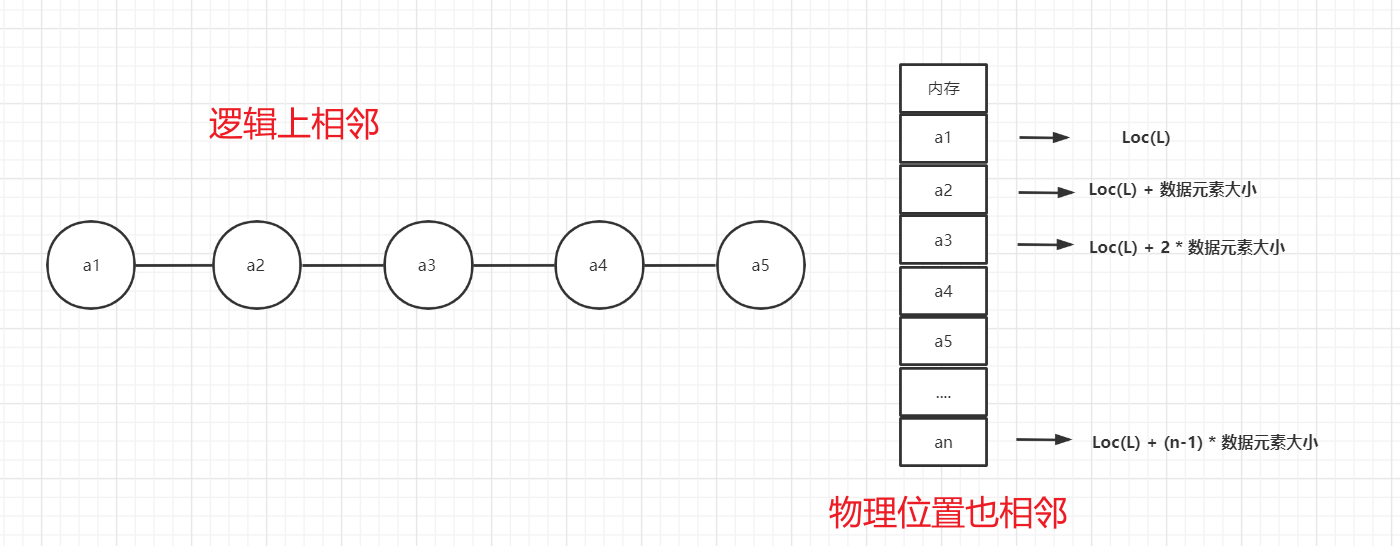 逻辑上相邻
a1
a2
a3
a4
a5
内存
a1
Loc(L)
a2
Loc(L) + 数据元素大小
a3
Loc(L) + 2 * 数据元素大小
a4
a5
....
an
Loc(L) + (n-1) * 数据元素大小
物理位置也相邻